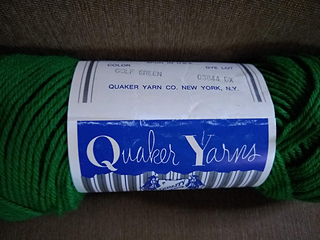 COLOR DYE LOT
GOLF GREEN
QUAKER YARN CO. NEW YORK, N.Y.
Quaker Yarns